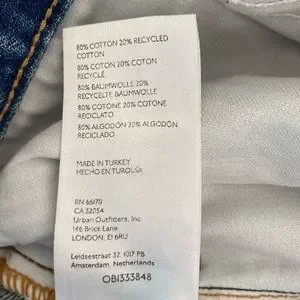 80% COTTON 20% RECYCLED
COTTON
80% COTON 20% COTON
RECYCLÉ
80% BAUMWOLLE 20%
RECYCELTE BAUMWOLLE
80% COTONE 20% COTONE
RICICLATO
80% ALGODÓN 20% ALGODÓN
RECICLADO
MADE IN TURKEY
HECHO EN TURQUÍA
RN 66170
CA 32054
Urban Outfitters, Inc
146 Brick Lane
LONDON, E1 6RU
Leidsestraat 32, 1017 PB
Amsterdam, Netherlands
OB1333848